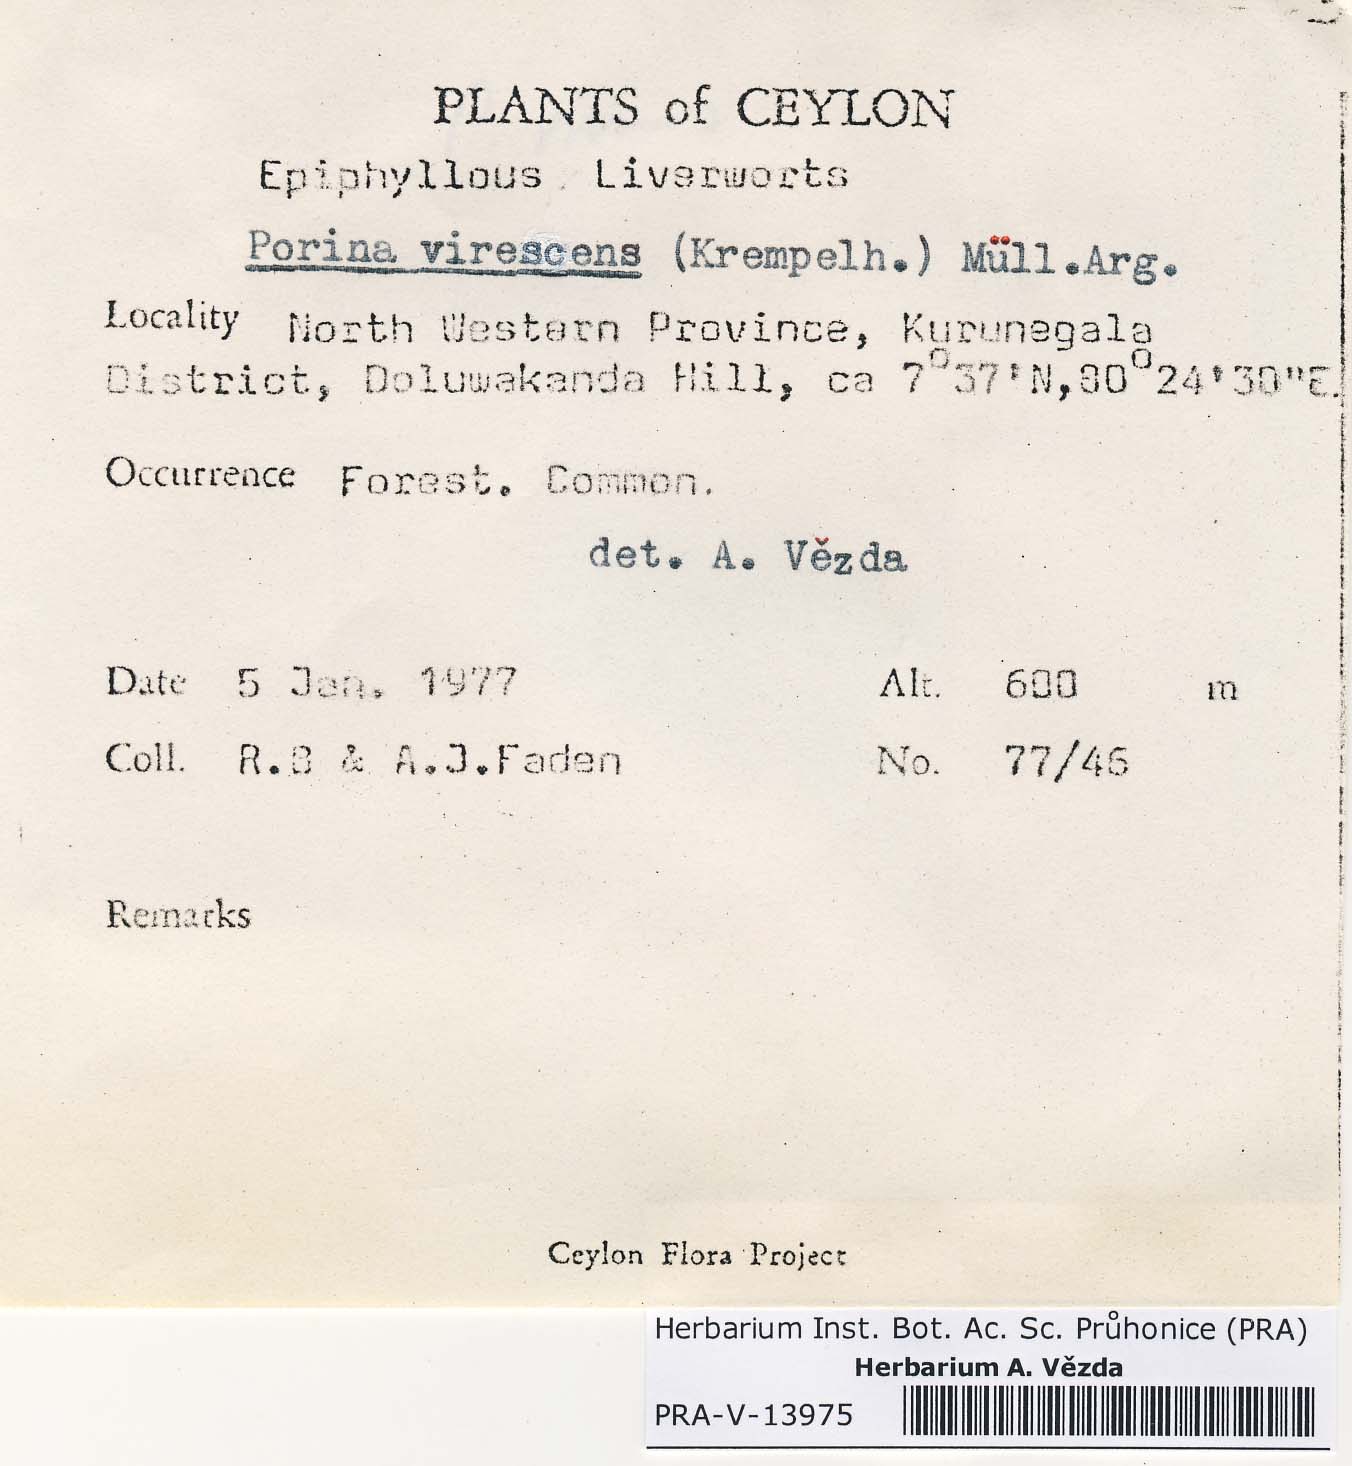 PLANTS of CEYLON
Epiphyllous Liverworts
Porina virescens (Krempelh.) Müll.Arg.
Locality North Western Province, Kurunegala
District, Doluwakanda Hill, ca 7°37'N,80°24'30"E.
Occurrence Forest. Common.
det. A. Vězda
Date 5 Jan. 1977 Alt. 600 m
Coll. R.B & A.J.Faden No. 77/46
Remarks
Ceylon Flora Project
Herbarium Inst. Bot. Ac. Sc. Průhonice (PRA)
Herbarium A. Vězda
PRA-V-13975